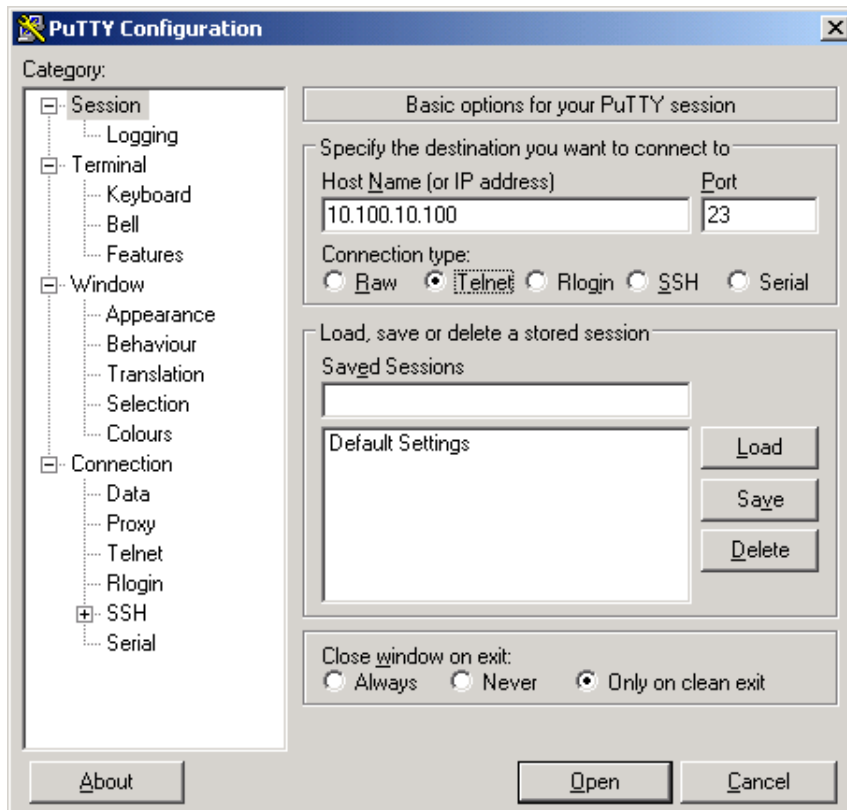 PuTTY Configuration
Category:
Session
Logging
Terminal
Keyboard
Bell
Features
Window
Appearance
Behaviour
Translation
Selection
Colours
Connection
Data
Proxy
Telnet
Rlogin
SSH
Serial
Basic options for your PuTTY session
Specify the destination you want to connect to
Host Name (or IP address) Port
10.100.10.100 23
Connection type:
Raw Telnet Rlogin SSH Serial
Load, save or delete a stored session
Saved Sessions
Default Settings
Load
Save
Delete
Close window on exit:
Always Never Only on clean exit
About Open Cancel